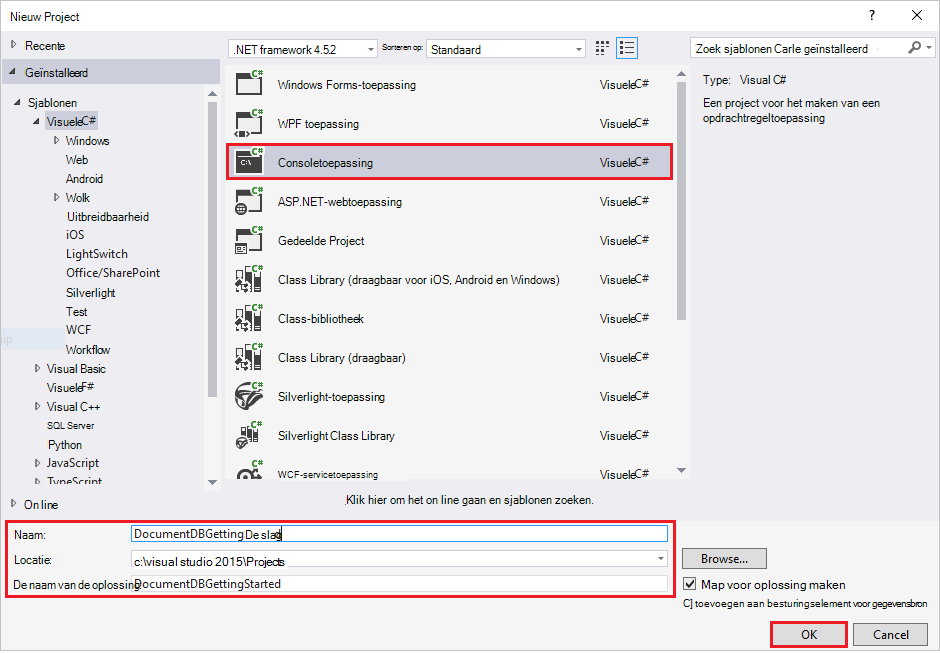 Nieuw Project
Recente
.NET framework 4.5.2
Sorteren op:
Standaard
Zoek sjablonen Carle geïnstalleerd
Geïnstalleerd
Sjablonen
VisueleC#
Windows
Web
Android
Wolk
Uitbreidbaarheid
iOS
LightSwitch
Office/SharePoint
Silverlight
Test
WCF
Workflow
Visual Basic
VisueleF#
Visual C++
SQL Server
Python
JavaScript
TypeScript
On line
C# Windows Forms-toepassing VisueleC#
C# WPF toepassing VisueleC#
C# C:\ Consoletoepassing VisueleC#
C# ASP.NET-webtoepassing VisueleC#
C# Gedeelde Project VisueleC#
C# Class Library (draagbaar voor iOS, Android en Windows) VisueleC#
C# Class-bibliotheek VisueleC#
C# Class Library (draagbaar) VisueleC#
C# Silverlight-toepassing VisueleC#
C# Silverlight Class Library VisueleC#
C# WCF-servicetoepassing VisueleC#
Klik hier om het on line gaan en sjablonen zoeken.
Type: Visual C#
Een project voor het maken van een
opdrachtregeltoepassing
Naam: DocumentDBGetting De slag
Locatie: c:\visual studio 2015\Projects
De naam van de oplossing: DocumentDBGettingStarted
Browse...
Map voor oplossing maken
C] toevoegen aan besturingselement voor gegevensbron
OK
Cancel